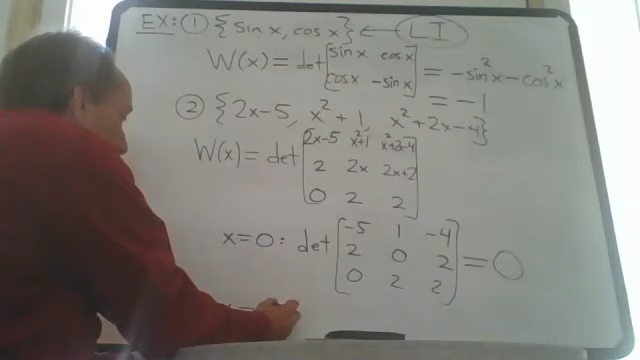 EX: ① {sin x, cos x} ← LI
W(x) = det [sin x cos x
cos x -sin x] = -sin²x - cos²x
= -1
② {2x-5, x²+1, x²+2x-4}
W(x) = det [2x-5 x²+1 x²+2x-4
2 2x 2x+2
0 2 2]
x=0: det [-5 1 -4
2 0 2
0 2 2] = 0